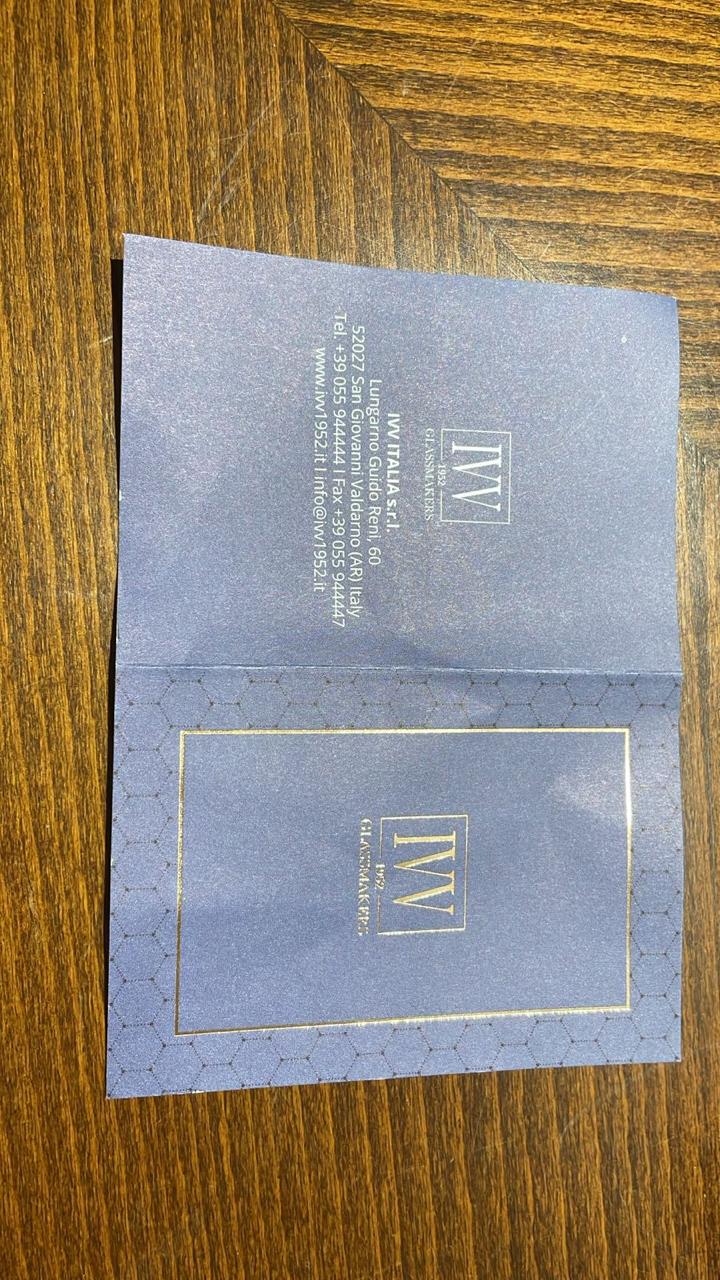 IVV
1952
GLASSMAKERS
IVV ITALIA s.r.l.
Lungarno Guido Reni, 60
52027 San Giovanni Valdarno (AR) Italy
Tel. +39 055 944444 | Fax +39 055 944447
www.ivv1952.it | info@ivv1952.it
IVV
1952
GLASSMAKERS